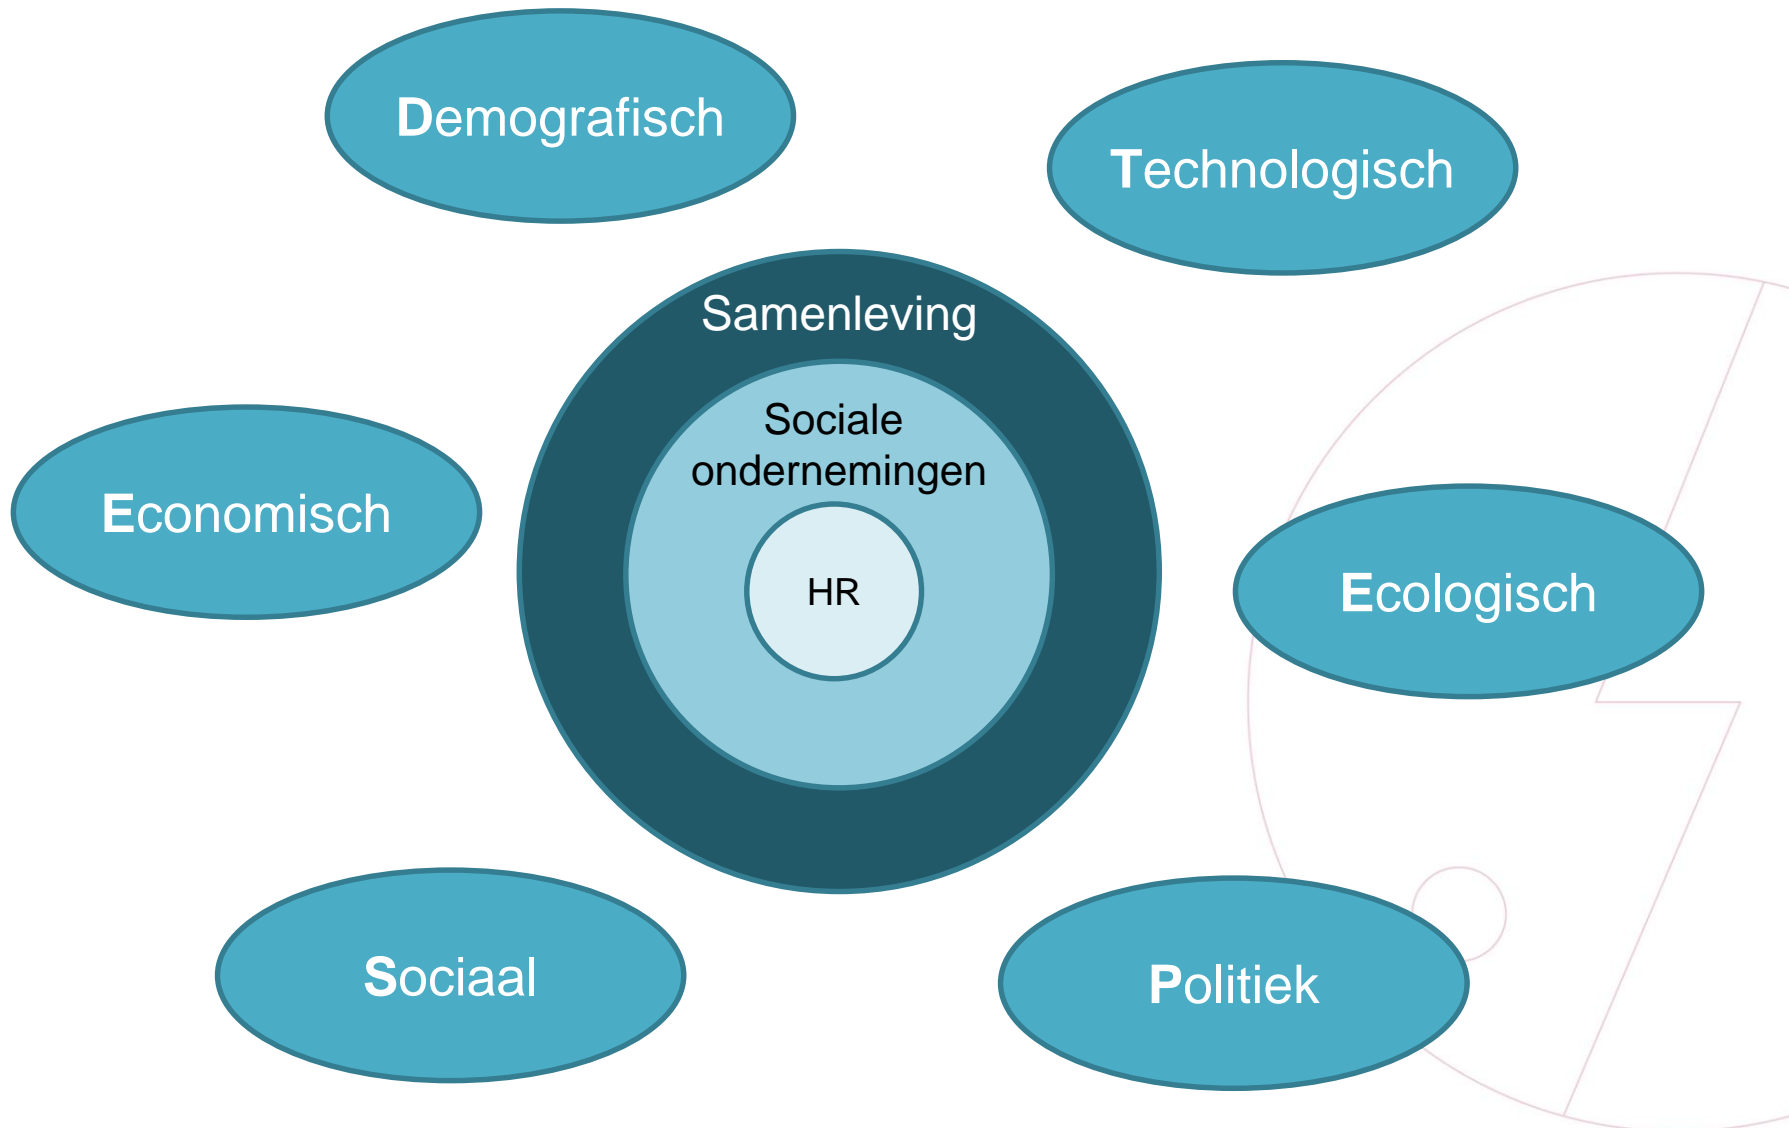 Demografisch
Technologisch
Samenleving
Sociale
ondernemingen
Economisch
HR
Ecologisch
Sociaal
Politiek